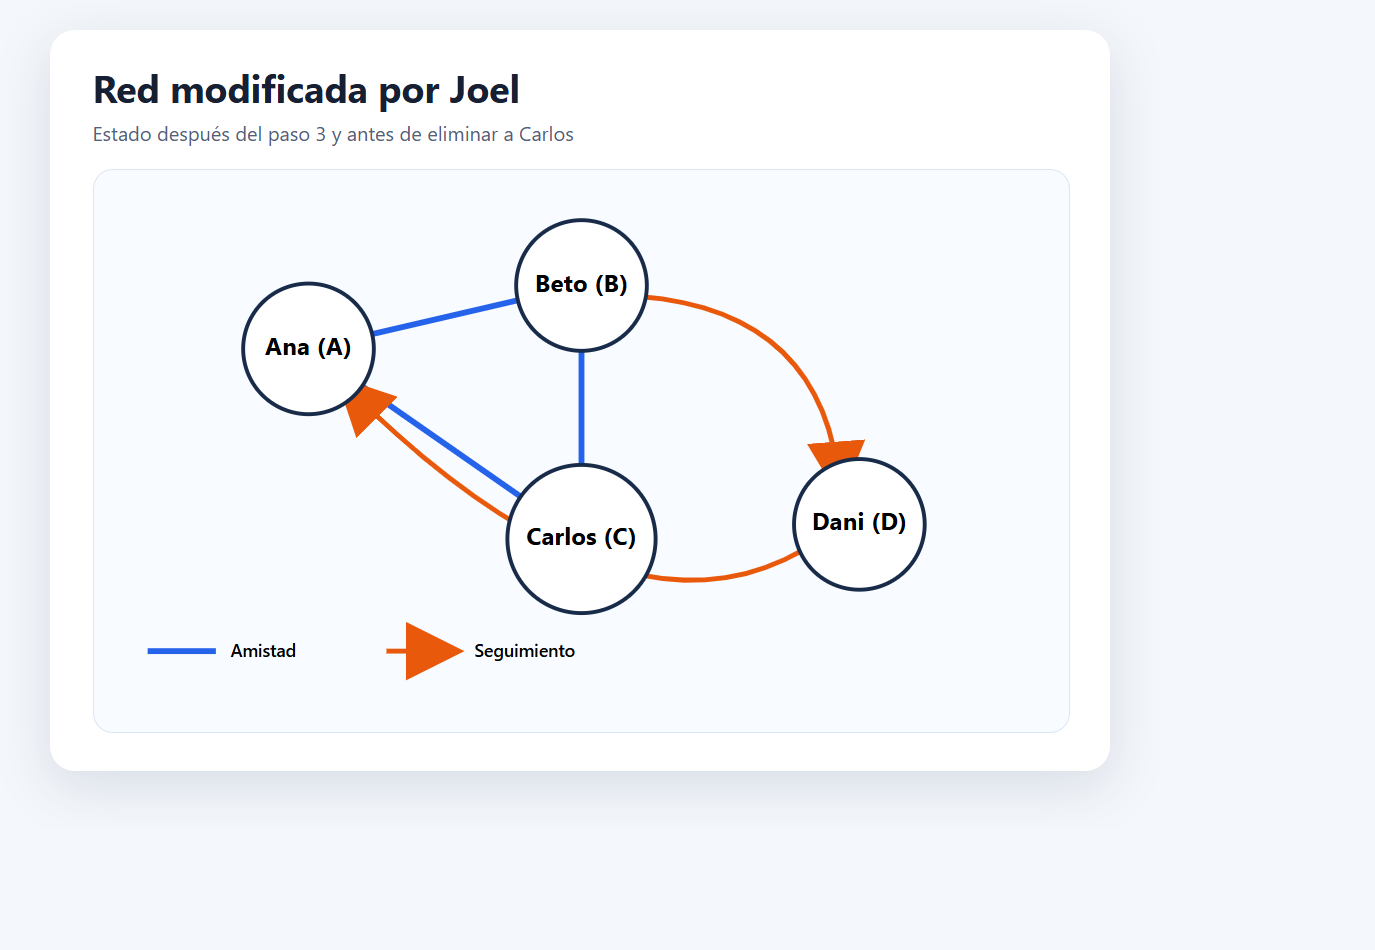 Red modificada por Joel
Estado después del paso 3 y antes de eliminar a Carlos
Beto (B)
Ana (A)
Dani (D)
Carlos (C)
Amistad
Seguimiento